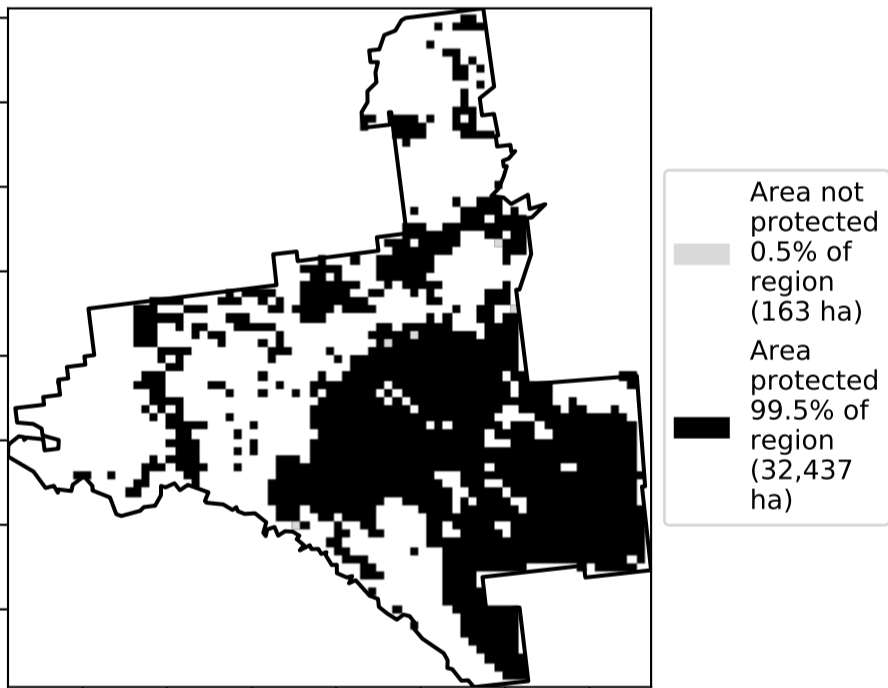 Area not
protected
0.5% of
region
(163 ha)
Area
protected
99.5% of
region
(32,437
ha)